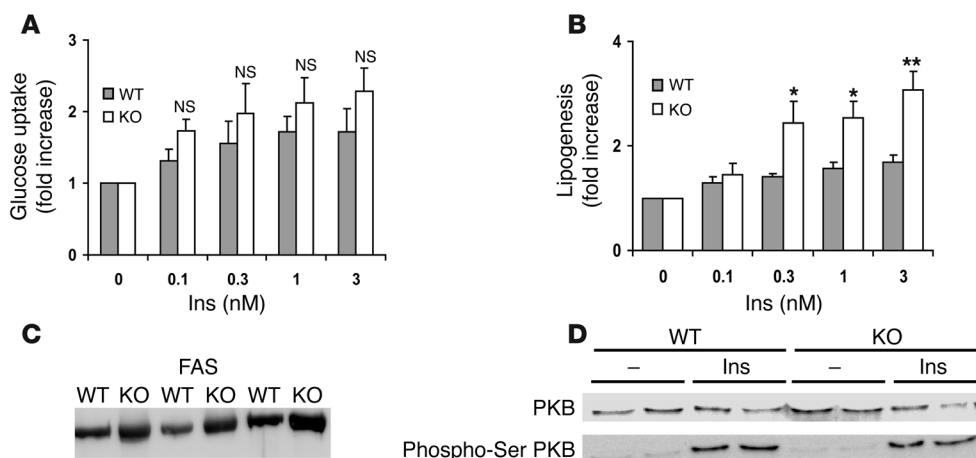 A
Glucose uptake
(fold increase)
3
2
1
0
WT
KO
NS
NS
NS
NS
0 0.1 0.3 1 3
Ins (nM)
B
Lipogenesis
(fold increase)
4
2
0
WT
KO
*
*
**
0 0.1 0.3 1 3
Ins (nM)
C
FAS
WT KO WT KO WT KO
D
WT KO
– Ins – Ins
PKB
Phospho-Ser PKB